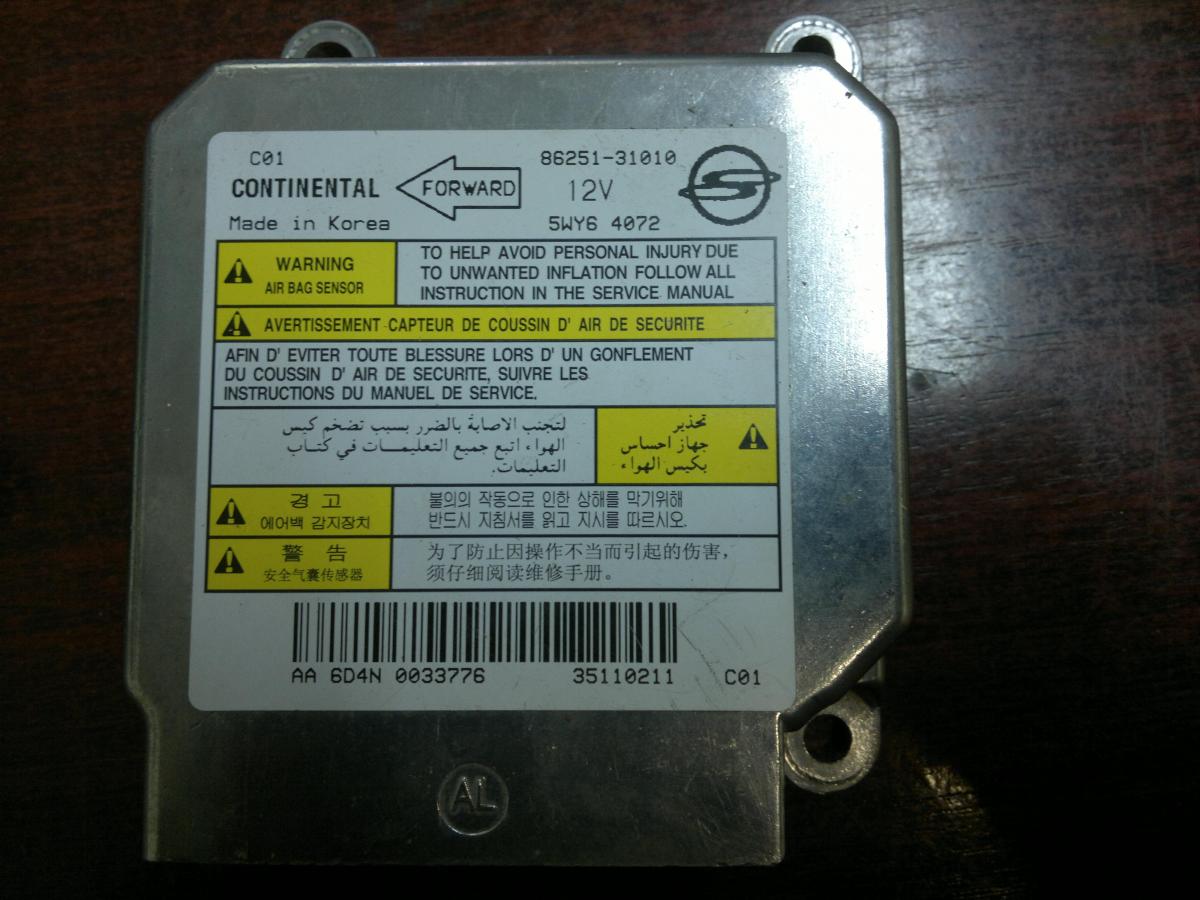 C01
86251-31010
CONTINENTAL
FORWARD
12V
Made in Korea
5WY6 4072
WARNING
AIR BAG SENSOR
TO HELP AVOID PERSONAL INJURY DUE
TO UNWANTED INFLATION FOLLOW ALL
INSTRUCTION IN THE SERVICE MANUAL
AVERTISSEMENT CAPTEUR DE COUSSIN D' AIR DE SECURITE
AFIN D' EVITER TOUTE BLESSURE LORS D' UN GONFLEMENT
DU COUSSIN D' AIR DE SECURITE, SUIVRE LES
INSTRUCTIONS DU MANUEL DE SERVICE.
تحذير
جهاز احساس
بكيس الهواء
لتجنب الاصابة بالضرر بسبب تضخم كيس
الهواء اتبع جميع التعليمات في كتاب
التعليمات.
경 고
에어백 감지장치
불의의 작동으로 인한 상해를 막기위해
반드시 지침서를 읽고 지시를 따르시오.
警 告
安全气囊传感器
为了防止因操作不当而引起的伤害，
须仔细阅读维修手册。
AA 6D4N 0033776
35110211
C01
AL